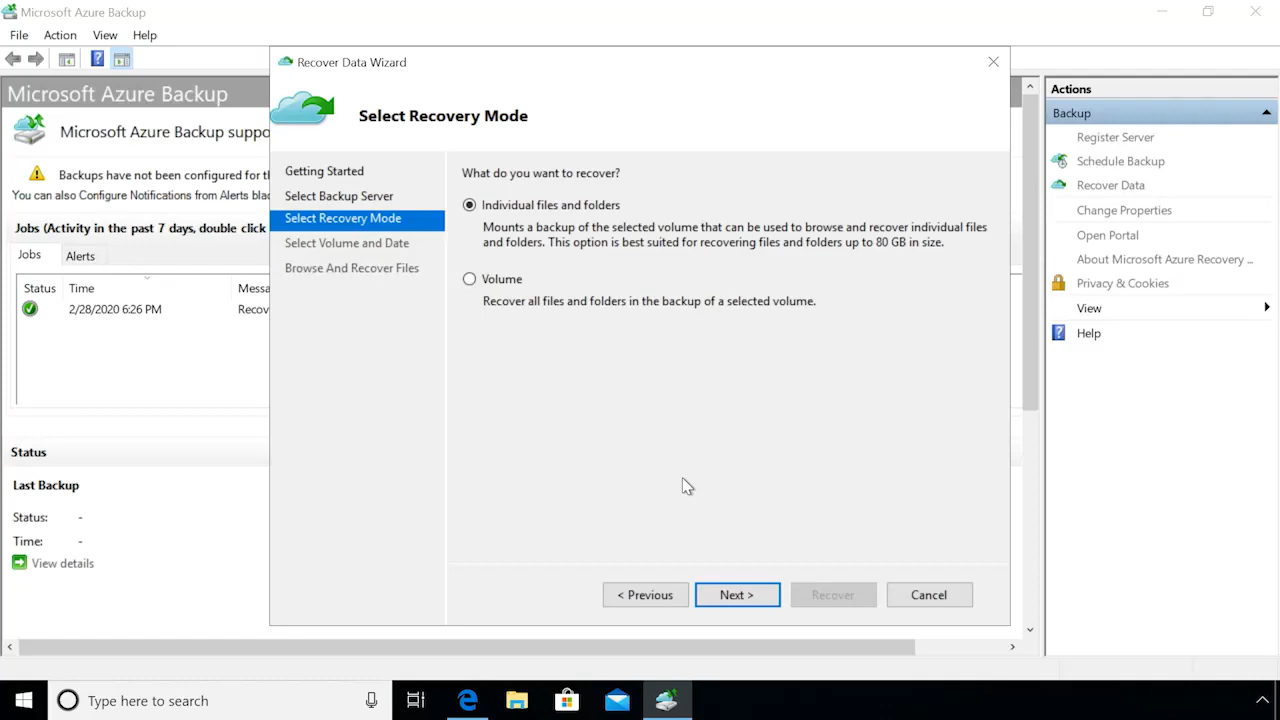 Microsoft Azure Backup
File Action View Help
Microsoft Azure Backup
Microsoft Azure Backup suppo
Backups have not been configured for th
You can also Configure Notifications from Alerts blad
Jobs (Activity in the past 7 days, double click
Jobs Alerts
Status Time Messa
2/28/2020 6:26 PM Recov
Status
Last Backup
Status: -
Time: -
View details
Recover Data Wizard
Select Recovery Mode
Getting Started
Select Backup Server
Select Recovery Mode
Select Volume and Date
Browse And Recover Files
What do you want to recover?
Individual files and folders
Mounts a backup of the selected volume that can be used to browse and recover individual files
and folders. This option is best suited for recovering files and folders up to 80 GB in size.
Volume
Recover all files and folders in the backup of a selected volume.
< Previous Next > Recover Cancel
Actions
Backup
Register Server
Schedule Backup
Recover Data
Change Properties
Open Portal
About Microsoft Azure Recovery ...
Privacy & Cookies
View
Help
Type here to search